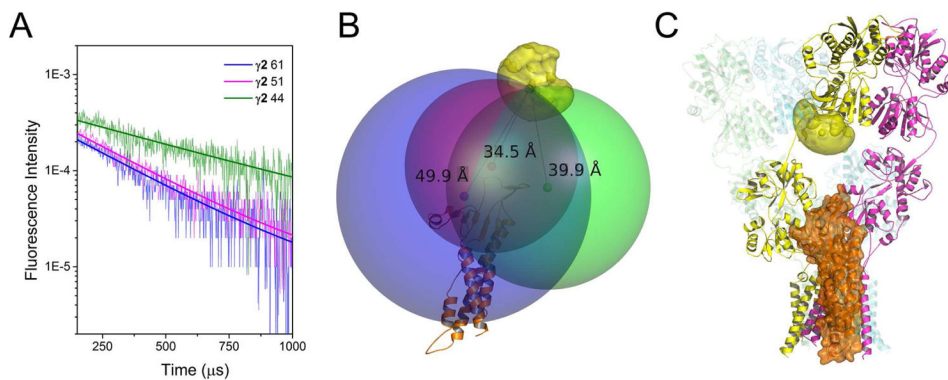 A
B
C
γ2 61
γ2 51
γ2 44
1E-3
1E-4
1E-5
Fluorescence Intensity
250 500 750 1000
Time (μs)
34.5 Å
49.9 Å
39.9 Å